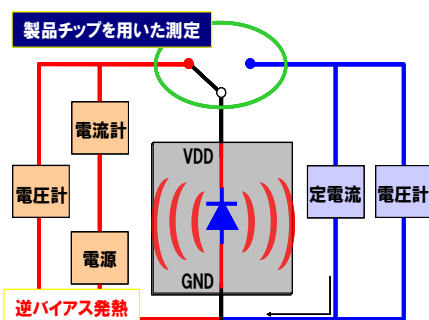 製品チップを用いた測定
電流計
VDD
電圧計
定電流
電圧計
電源
GND
逆バイアス発熱